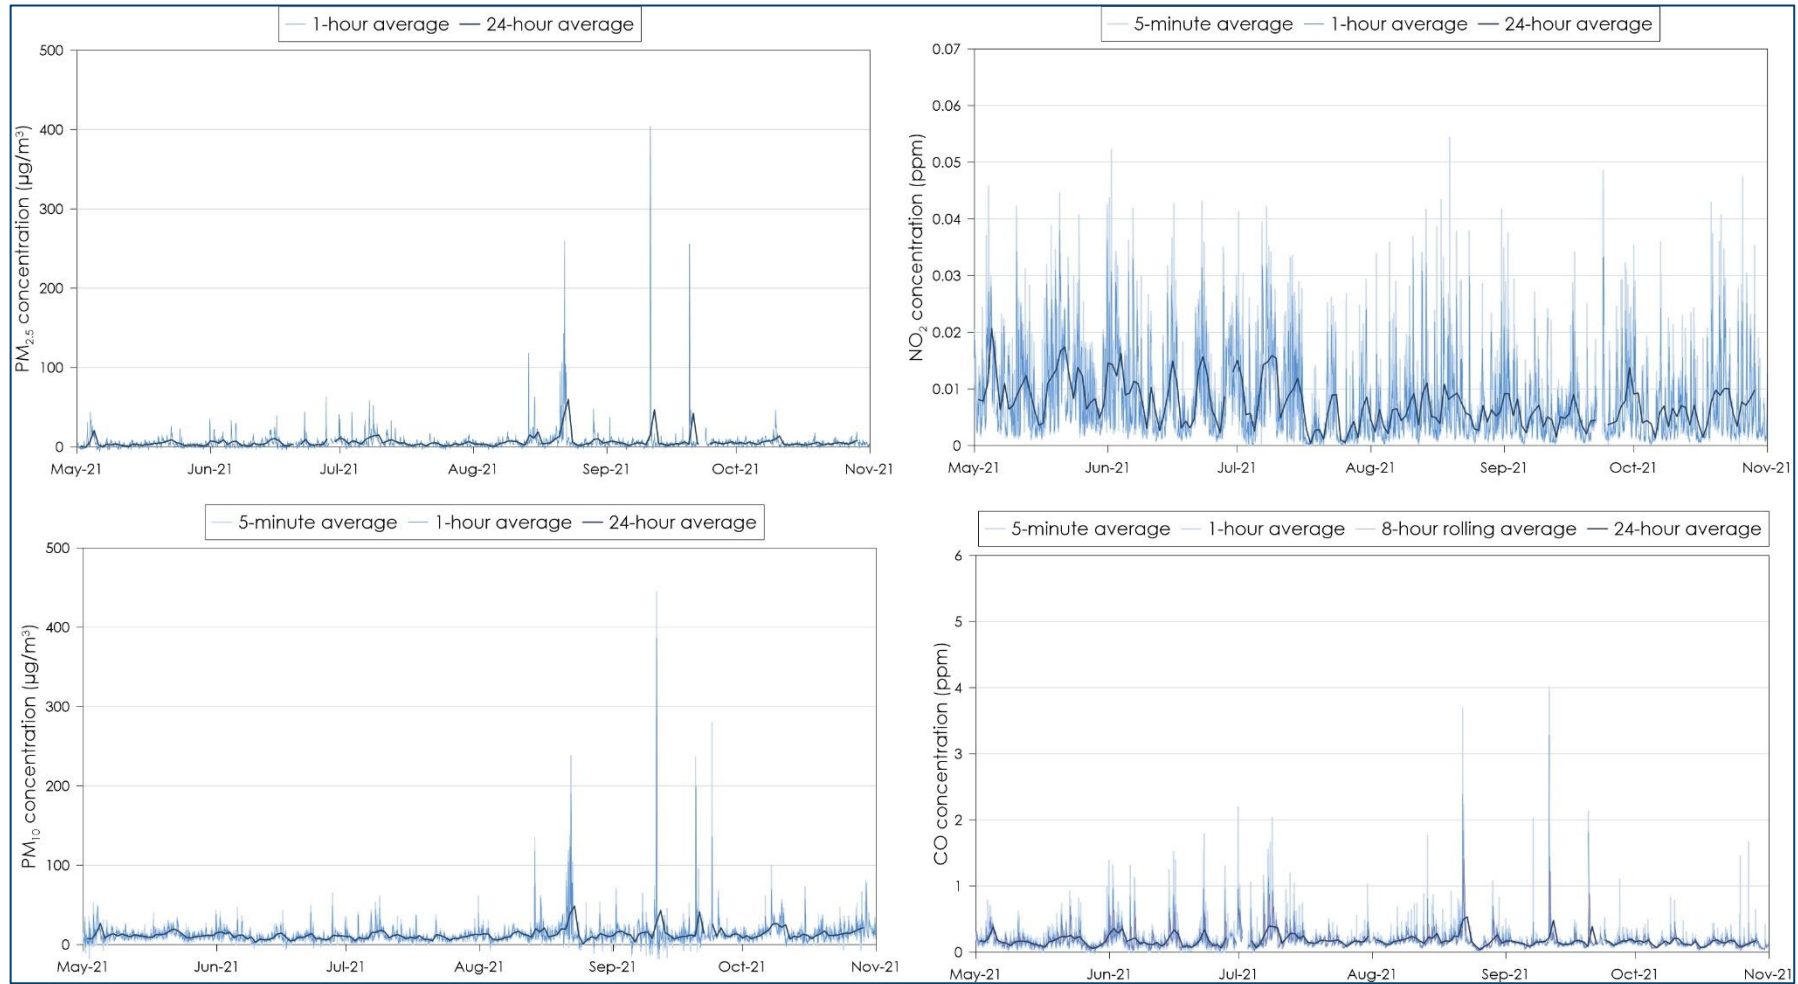 1-hour average 24-hour average
500
400
300
200
100
0
PM2.5 concentration (µg/m³)
May-21 Jun-21 Jul-21 Aug-21 Sep-21 Oct-21 Nov-21
5-minute average 1-hour average 24-hour average
0.07
0.06
0.05
0.04
0.03
0.02
0.01
0
NO2 concentration (ppm)
May-21 Jun-21 Jul-21 Aug-21 Sep-21 Oct-21 Nov-21
5-minute average 1-hour average 24-hour average
500
400
300
200
100
0
PM10 concentration (µg/m³)
May-21 Jun-21 Jul-21 Aug-21 Sep-21 Oct-21 Nov-21
5-minute average 1-hour average 8-hour rolling average 24-hour average
6
5
4
3
2
1
0
CO concentration (ppm)
May-21 Jun-21 Jul-21 Aug-21 Sep-21 Oct-21 Nov-21